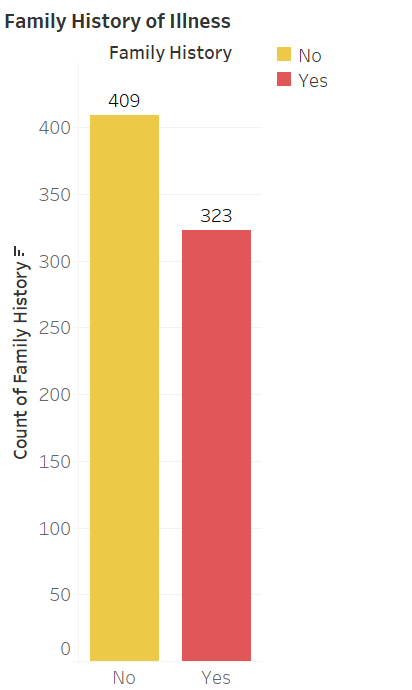 Family History of Illness
Family History
No
Yes
409
323
400
350
300
250
200
150
100
50
0
Count of Family History
No
Yes